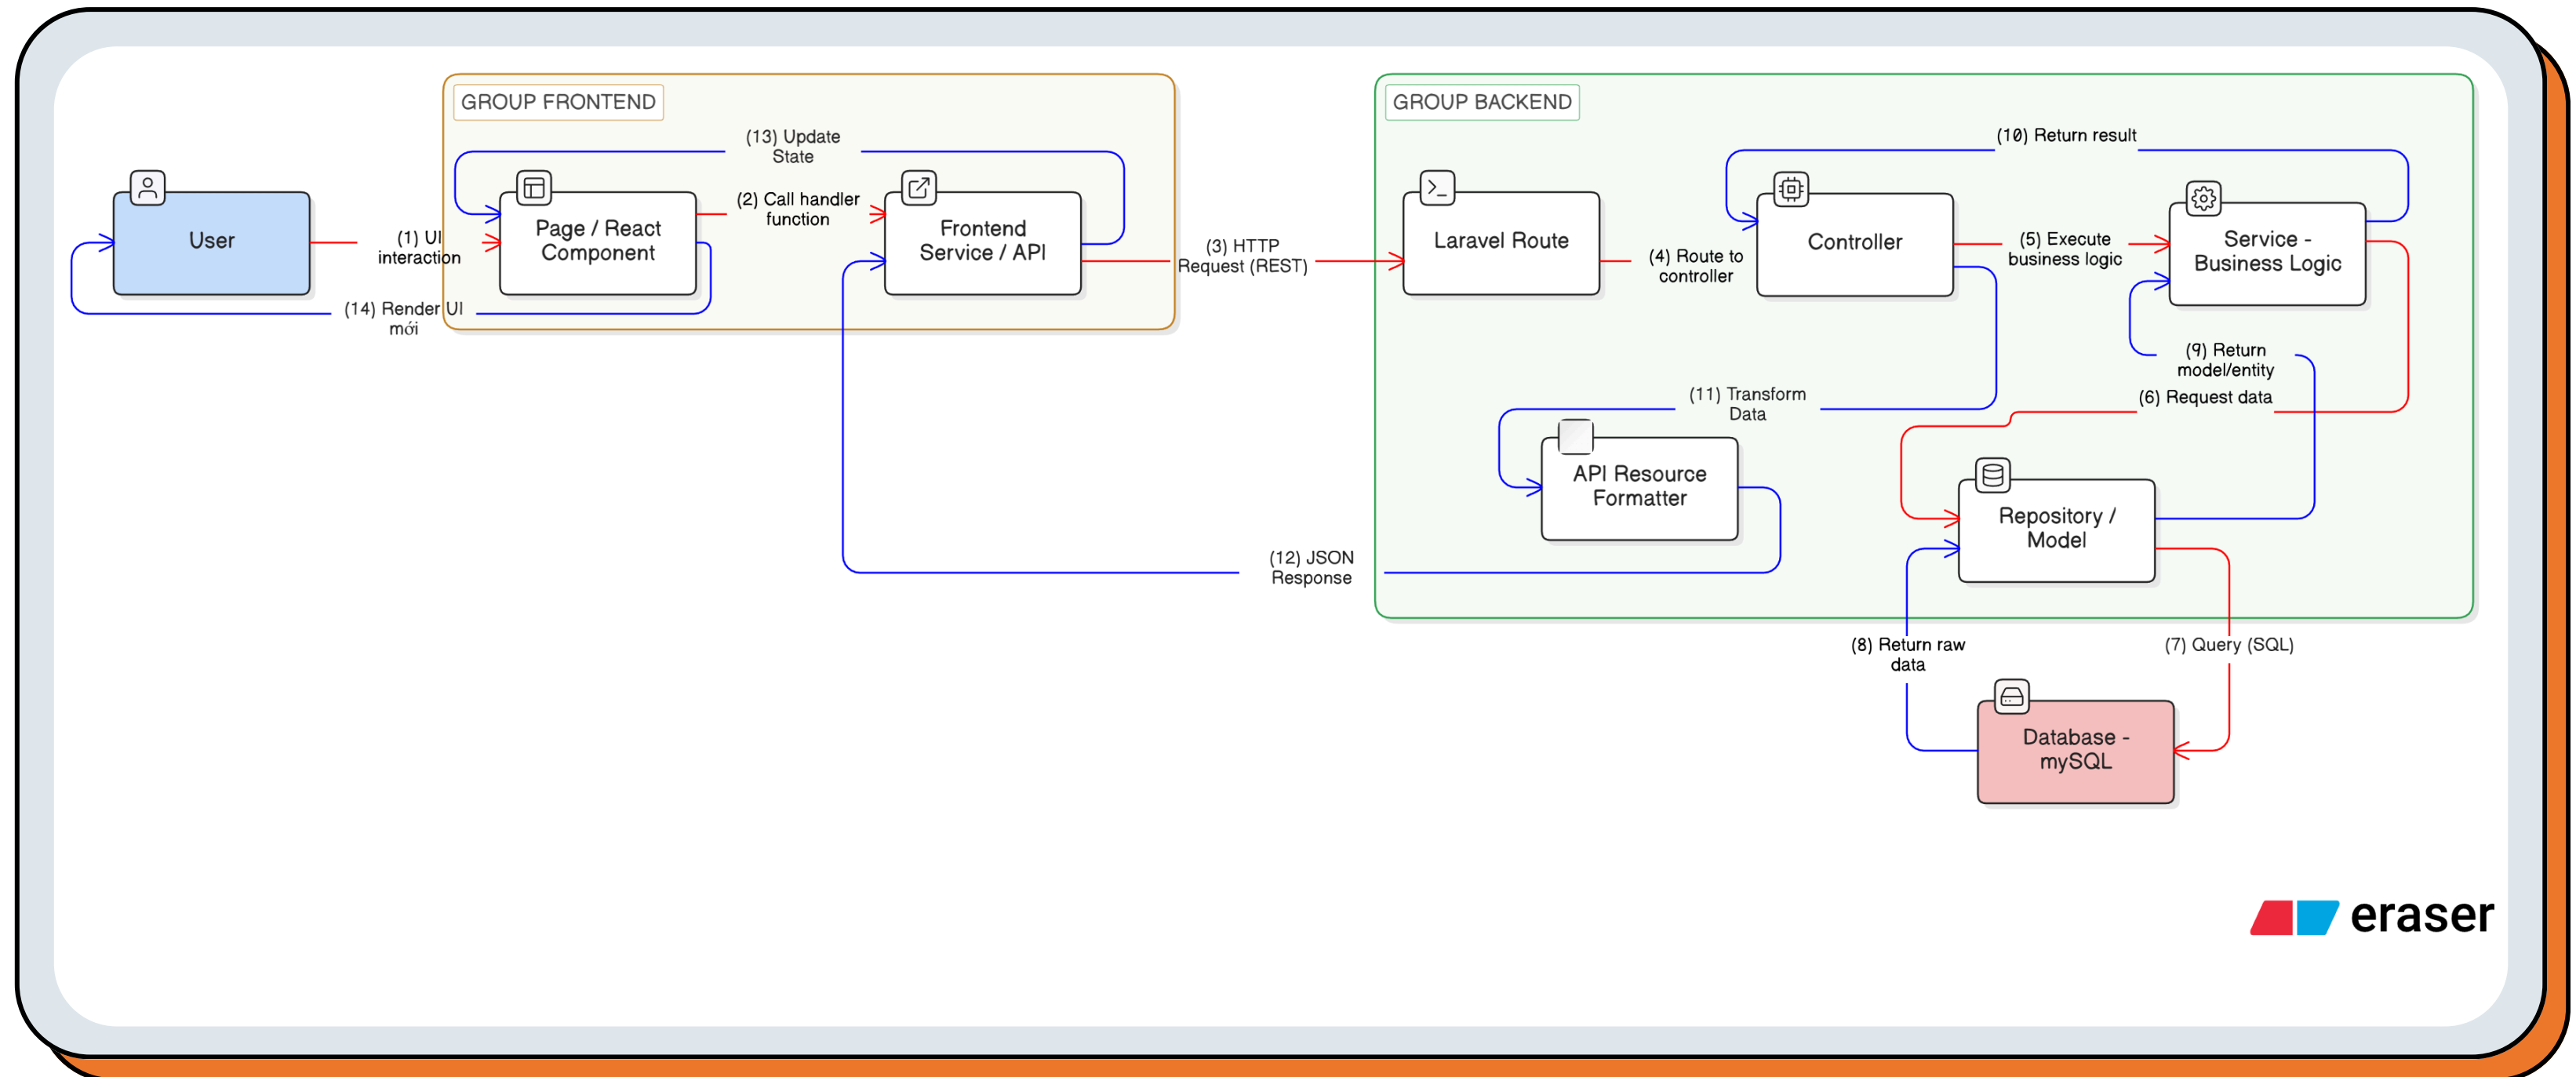 GROUP FRONTEND
GROUP BACKEND
(13) Update
State
(10) Return result
User
(1) UI
interaction
Page / React
Component
(2) Call handler
function
Frontend
Service / API
(3) HTTP
Request (REST)
Laravel Route
(4) Route to
controller
Controller
(5) Execute
business logic
Service -
Business Logic
(14) Render UI
mới
(9) Return
model/entity
(6) Request data
(11) Transform
Data
API Resource
Formatter
Repository /
Model
(12) JSON
Response
(8) Return raw
data
(7) Query (SQL)
Database -
mySQL
eraser